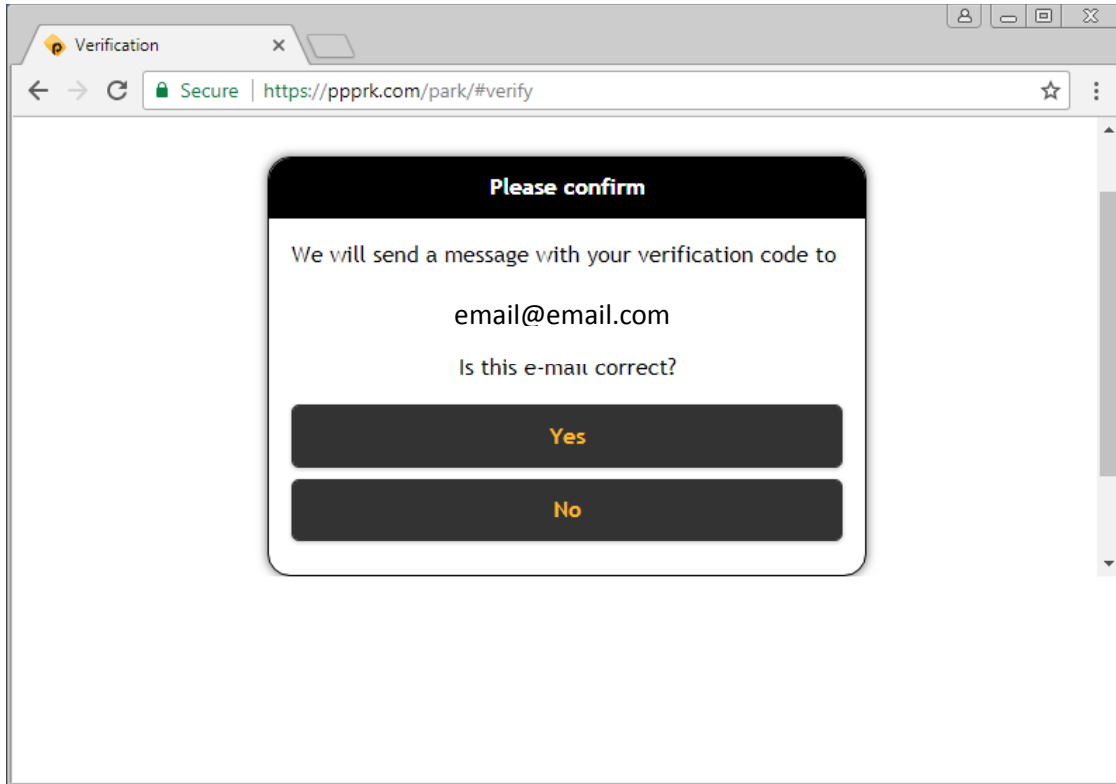 Verification
Secure | https://ppprk.com/park/#verify
Please confirm
We will send a message with your verification code to
email@email.com
Is this e-mail correct?
Yes
No